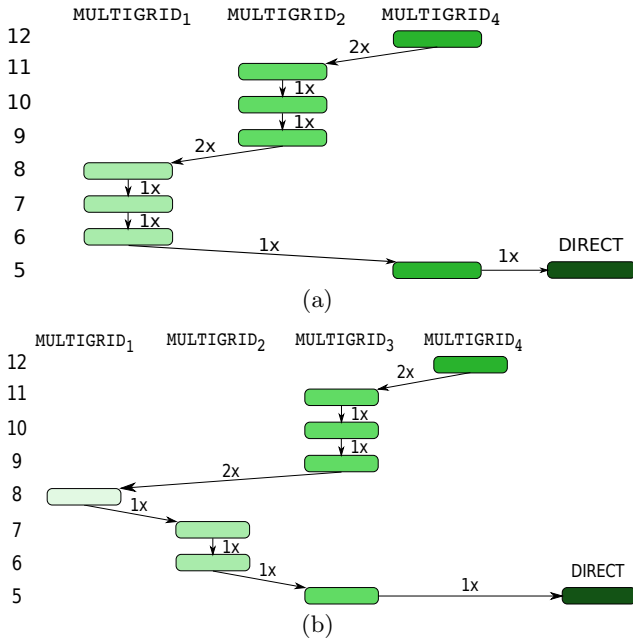 MULTIGRID1 MULTIGRID2 MULTIGRID4
12
2x
11
1x
10
1x
9
2x
8
1x
7
1x
6
1x DIRECT
5 1x
(a)
MULTIGRID1 MULTIGRID2 MULTIGRID3 MULTIGRID4
12
2x
11
1x
10
1x
9
2x
8
1x
7
1x
6
1x 1x DIRECT
5
(b)